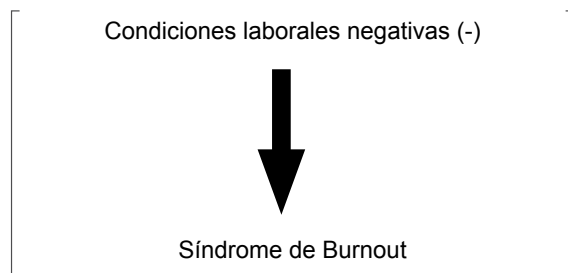 Condiciones laborales negativas (-)
Síndrome de Burnout